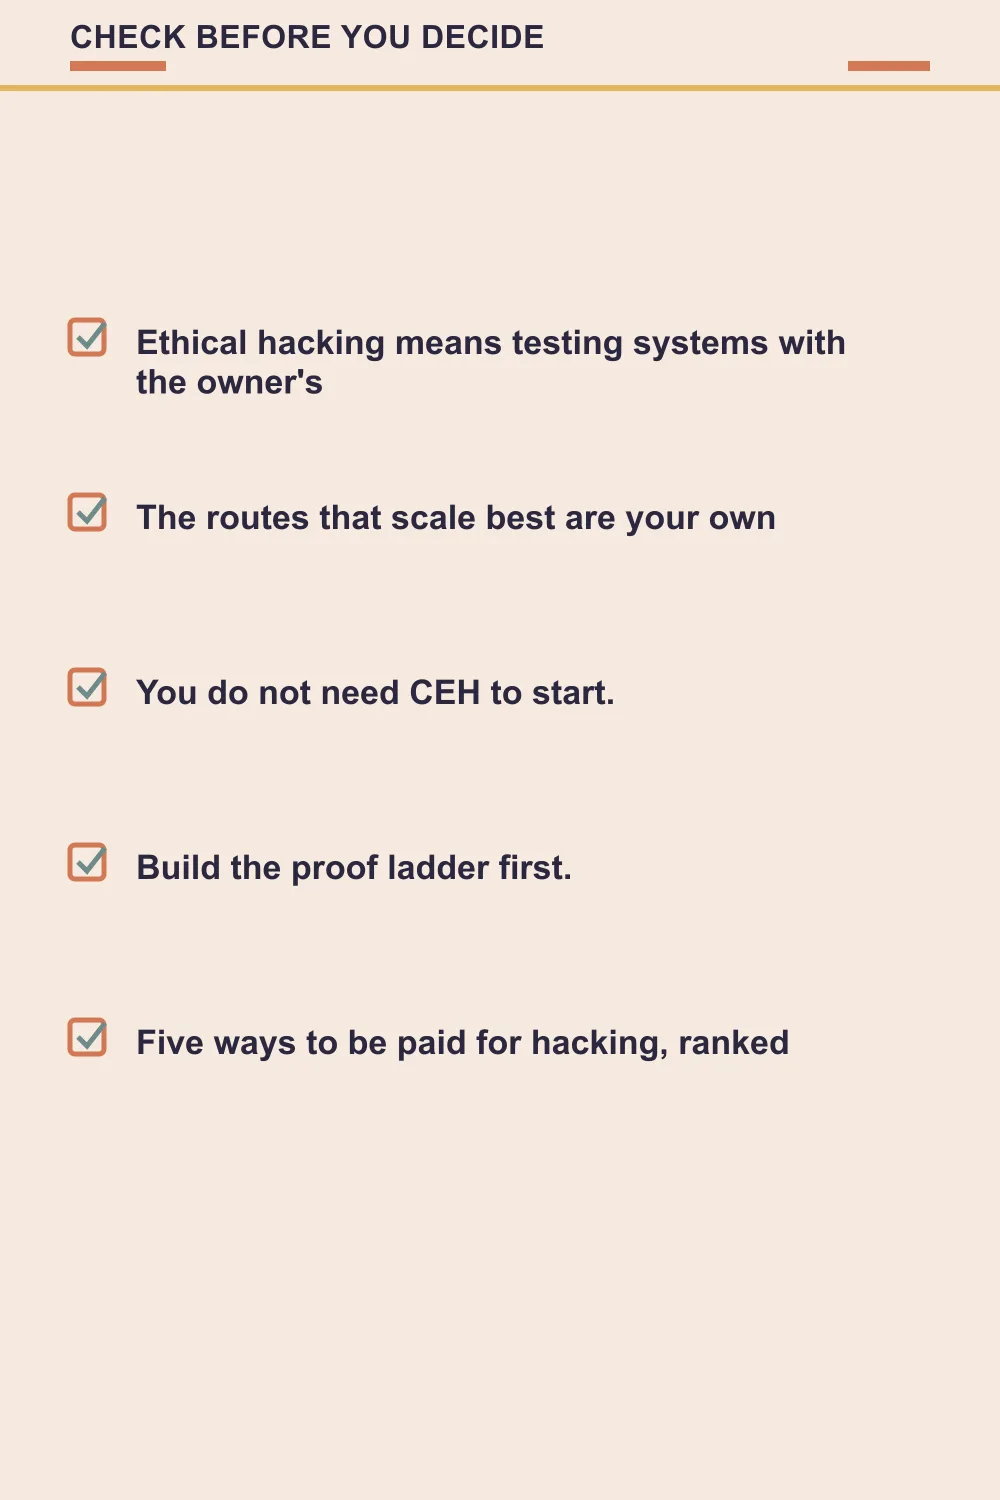 CHECK BEFORE YOU DECIDE
Ethical hacking means testing systems with
the owner's
The routes that scale best are your own
You do not need CEH to start.
Build the proof ladder first.
Five ways to be paid for hacking, ranked